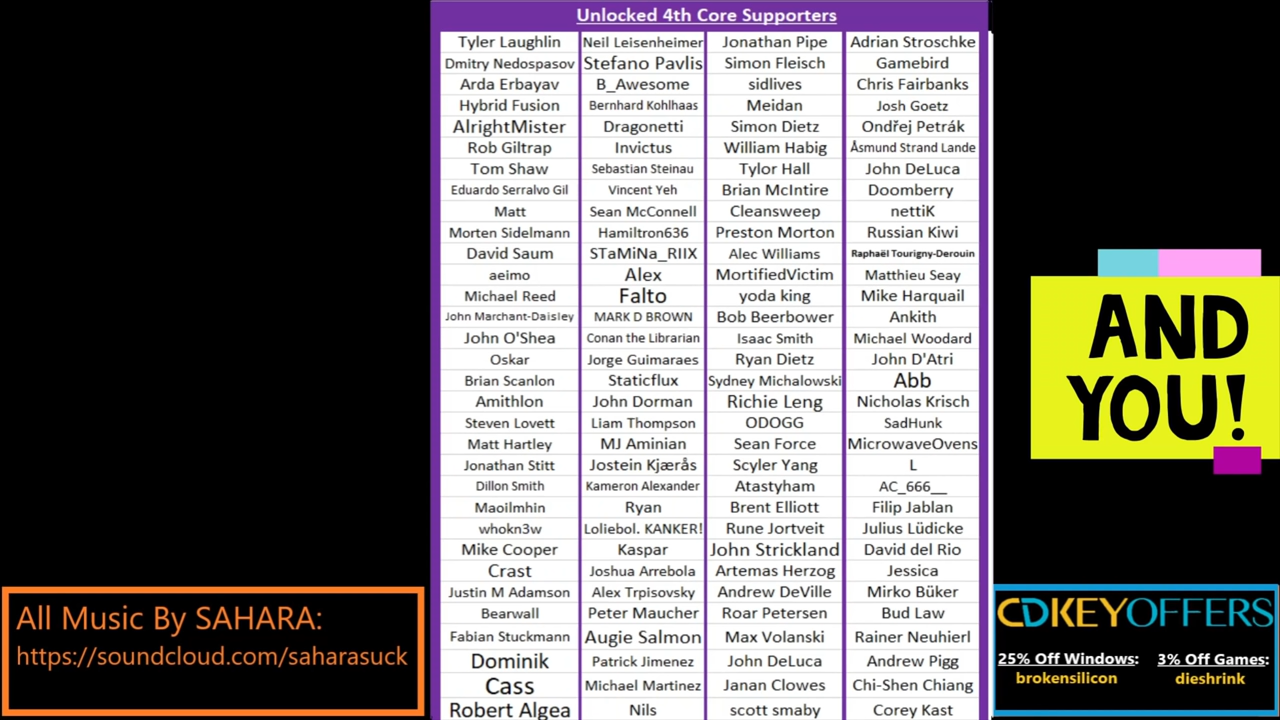 Unlocked 4th Core Supporters
Tyler Laughlin Neil Leisenheimer Jonathan Pipe Adrian Stroschke
Dmitry Nedospasov Stefano Pavlis Simon Fleisch Gamebird
Arda Erbayav B_Awesome sidlives Chris Fairbanks
Hybrid Fusion Bernhard Kohlhaas Meidan Josh Goetz
AlrightMister Dragonetti Simon Dietz Ondřej Petrák
Rob Giltrap Invictus William Habig Åsmund Strand Lande
Tom Shaw Sebastian Steinau Tylor Hall John DeLuca
Eduardo Serralvo Gil Vincent Yeh Brian McIntire Doomberry
Matt Sean McConnell Cleansweep nettiK
Morten Sidelmann Hamiltron636 Preston Morton Russian Kiwi
David Saum STaMiNa_RIIX Alec Williams Raphaël Tourigny-Derouin
aeimo Alex MortifiedVictim Matthieu Seay
Michael Reed Falto yoda king Mike Harquail
John Marchant-Daisley MARK D BROWN Bob Beerbower Ankith
John O'Shea Conan the Librarian Isaac Smith Michael Woodard
Oskar Jorge Guimaraes Ryan Dietz John D'Atri
Brian Scanlon Staticflux Sydney Michalowski Abb
Amithlon John Dorman Richie Leng Nicholas Krisch
Steven Lovett Liam Thompson ODOGG SadHunk
Matt Hartley MJ Aminian Sean Force MicrowaveOvens
Jonathan Stitt Jostein Kjærås Scyler Yang L
Dillon Smith Kameron Alexander Atastyham AC_666__
Maoilmhin Ryan Brent Elliott Filip Jablan
whokn3w Loliebol. KANKER! Rune Jortveit Julius Lüdicke
Mike Cooper Kaspar John Strickland David del Rio
Crast Joshua Arrebola Artemas Herzog Jessica
Justin M Adamson Alex Trpisovsky Andrew DeVille Mirko Büker
Bearwall Peter Maucher Roar Petersen Bud Law
Fabian Stuckmann Augie Salmon Max Volanski Rainer Neuhierl
Dominik Patrick Jimenez John DeLuca Andrew Pigg
Cass Michael Martinez Janan Clowes Chi-Shen Chiang
Robert Algea Nils scott smaby Corey Kast
AND
YOU!
All Music By SAHARA:
https://soundcloud.com/saharasuck
CDKEYOFFERS
25% Off Windows: 3% Off Games:
brokensilicon dieshrink